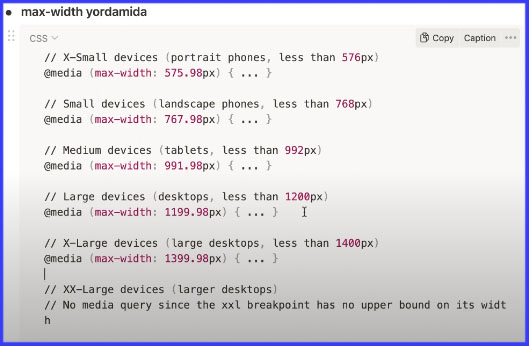 max-width yordamida
CSS
Copy Caption
// X-Small devices (portrait phones, less than 576px)
@media (max-width: 575.98px) { ... }
// Small devices (landscape phones, less than 768px)
@media (max-width: 767.98px) { ... }
// Medium devices (tablets, less than 992px)
@media (max-width: 991.98px) { ... }
// Large devices (desktops, less than 1200px)
@media (max-width: 1199.98px) { ... }
// X-Large devices (large desktops, less than 1400px)
@media (max-width: 1399.98px) { ... }
// XX-Large devices (larger desktops)
// No media query since the xxl breakpoint has no upper bound on its widt
h